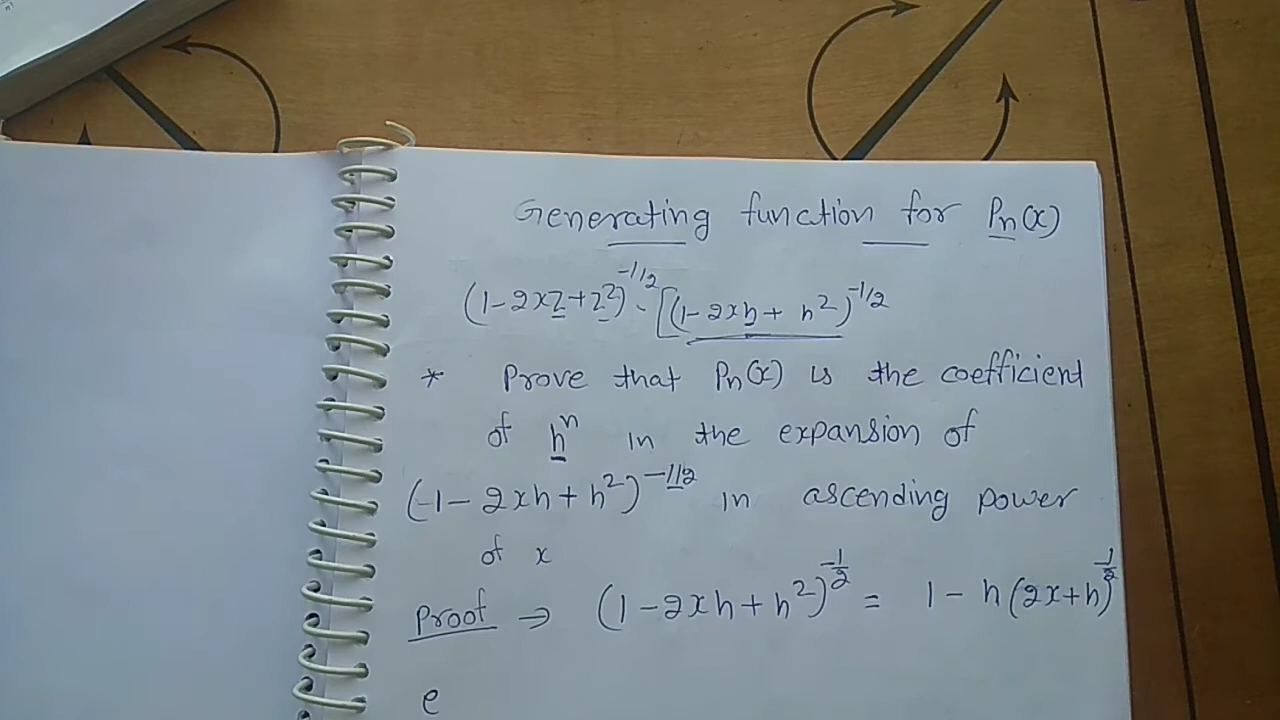 Generating function for Pn(x)
(1-2xz+z²)^-1/2 - [(1-2xh+ h²)^-1/2
* Prove that Pn(x) is the coefficient
of h^n in the expansion of
(-1-2xh+h²)^-1/2 in ascending power
of x
Proof → (1-2xh+h²)^-1/2 = 1-h(2x+h)^-1/2
e